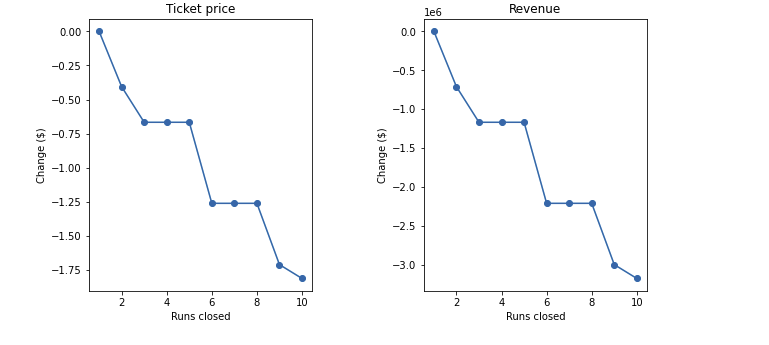 Ticket price
0.00
−0.25
−0.50
−0.75
−1.00
−1.25
−1.50
−1.75
Change ($)
2 4 6 8 10
Runs closed
Revenue
1e6
0.0
−0.5
−1.0
−1.5
−2.0
−2.5
−3.0
Change ($)
2 4 6 8 10
Runs closed